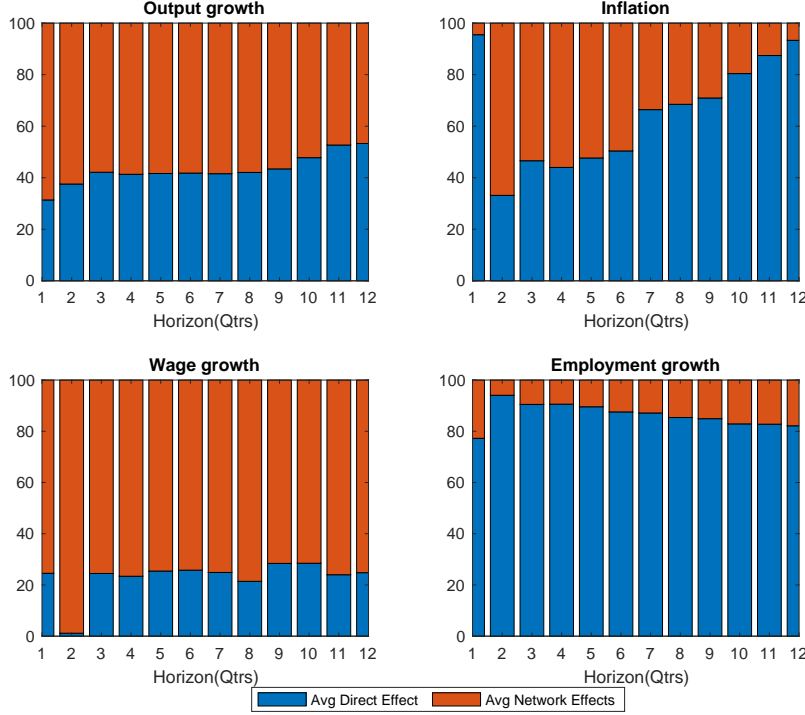 Output growth
100
80
60
40
20
0
1 2 3 4 5 6 7 8 9 10 11 12
Horizon(Qtrs)
Inflation
100
80
60
40
20
0
1 2 3 4 5 6 7 8 9 10 11 12
Horizon(Qtrs)
Wage growth
100
80
60
40
20
0
1 2 3 4 5 6 7 8 9 10 11 12
Horizon(Qtrs)
Employment growth
100
80
60
40
20
0
1 2 3 4 5 6 7 8 9 10 11 12
Horizon(Qtrs)
Avg Direct Effect Avg Network Effects